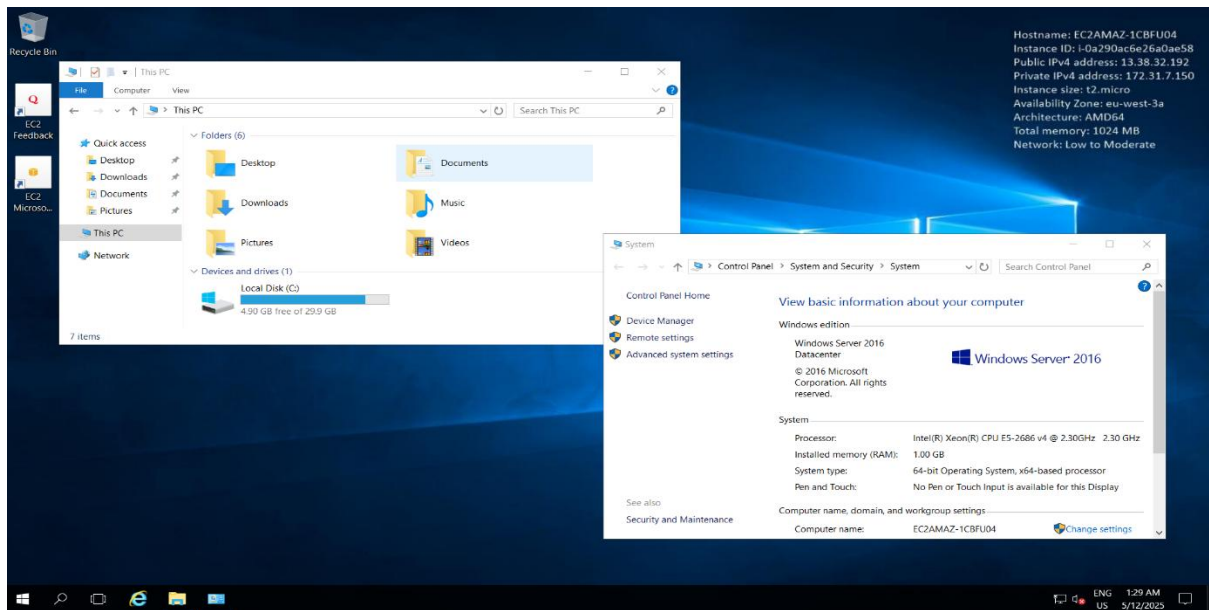 Recycle Bin
EC2
Feedback
EC2
Microso...
Hostname: EC2AMAZ-1CBFU04
Instance ID: i-0a290ac6e26a0ae58
Public IPv4 address: 13.38.32.192
Private IPv4 address: 172.31.7.150
Instance size: t2.micro
Availability Zone: eu-west-3a
Architecture: AMD64
Total memory: 1024 MB
Network: Low to Moderate
This PC
File Computer View
This PC
Search This PC
Quick access
Desktop
Downloads
Documents
Pictures
This PC
Network
Folders (6)
Desktop
Documents
Downloads
Music
Pictures
Videos
Devices and drives (1)
Local Disk (C:)
4.90 GB free of 29.9 GB
7 items
System
Control Panel > System and Security > System
Search Control Panel
Control Panel Home
Device Manager
Remote settings
Advanced system settings
See also
Security and Maintenance
View basic information about your computer
Windows edition
Windows Server 2016
Datacenter
© 2016 Microsoft
Corporation. All rights
reserved.
Windows Server 2016
System
Processor: Intel(R) Xeon(R) CPU E5-2686 v4 @ 2.30GHz 2.30 GHz
Installed memory (RAM): 1.00 GB
System type: 64-bit Operating System, x64-based processor
Pen and Touch: No Pen or Touch Input is available for this Display
Computer name, domain, and workgroup settings
Computer name: EC2AMAZ-1CBFU04 Change settings
ENG 1:29 AM
US 5/12/2025